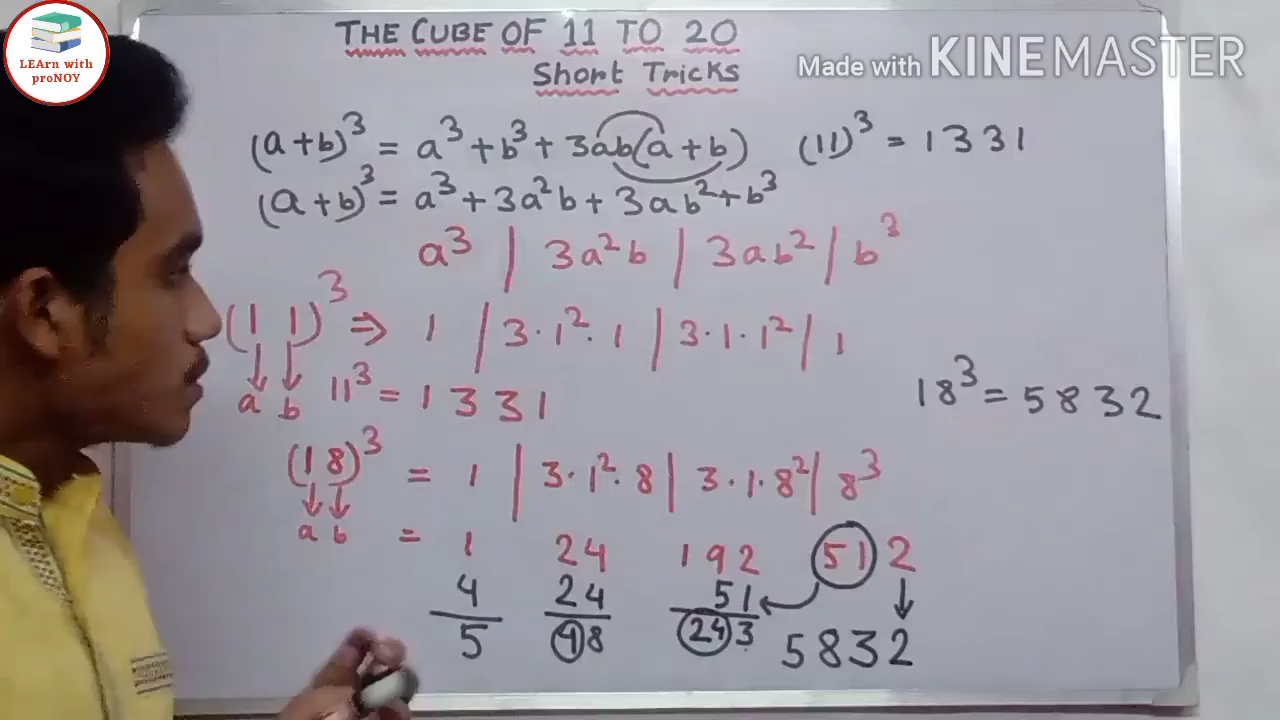 LEArn with
proNOY
THE CUBE OF 11 TO 20
Short Tricks
Made with KINEMASTER
(a+b)³ = a³ + b³ + 3ab(a + b)
(11)³ = 1331
(a+b)³ = a³ + 3a²b + 3ab² + b³
a³ | 3a²b | 3ab² | b³
(1 1)³ ⇒ 1 | 3·1²·1 | 3·1·1² | 1
a b 11³ = 1331
18³ = 5832
(18)³ = 1 | 3·1²·8 | 3·1·8² | 8³
a b = 1 24 192 512
4 24 51
5 48 243 5832